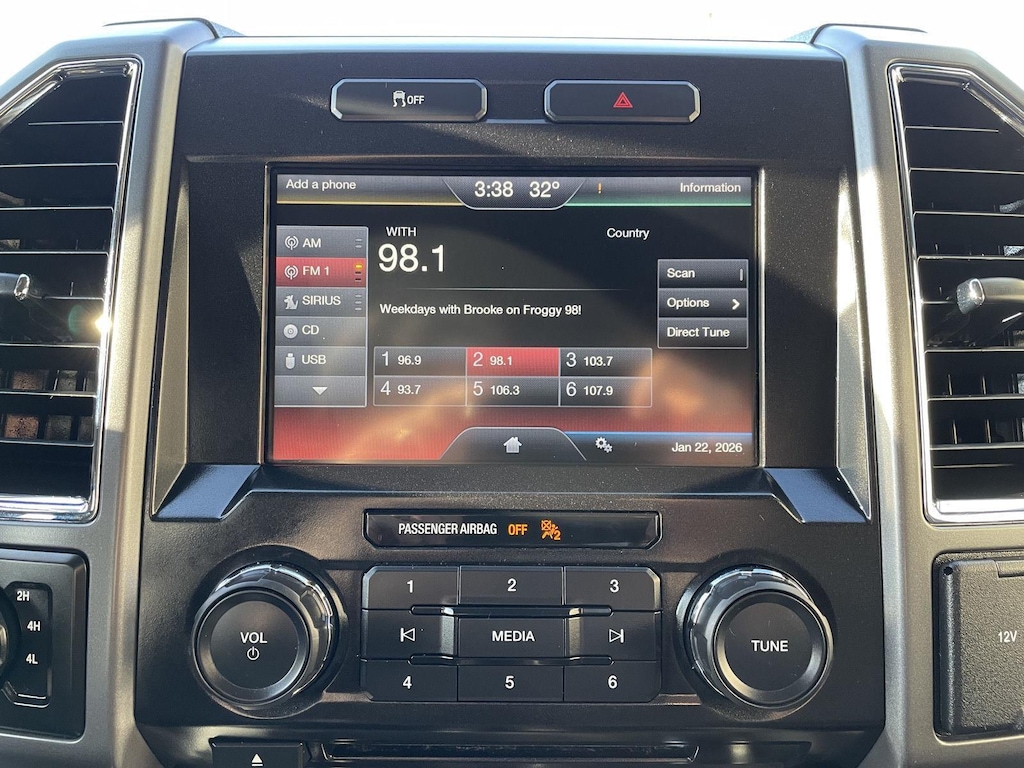 OFF
Add a phone 3:38 32° ! Information
WITH
98.1
Country
AM
FM 1
SIRIUS
CD
USB
Scan
Options
Direct Tune
Weekdays with Brooke on Froggy 98!
1 96.9 2 98.1 3 103.7
4 93.7 5 106.3 6 107.9
Jan 22, 2026
PASSENGER AIRBAG OFF 2
2H
4H
4L
VOL
1 2 3
MEDIA
4 5 6
TUNE
12V